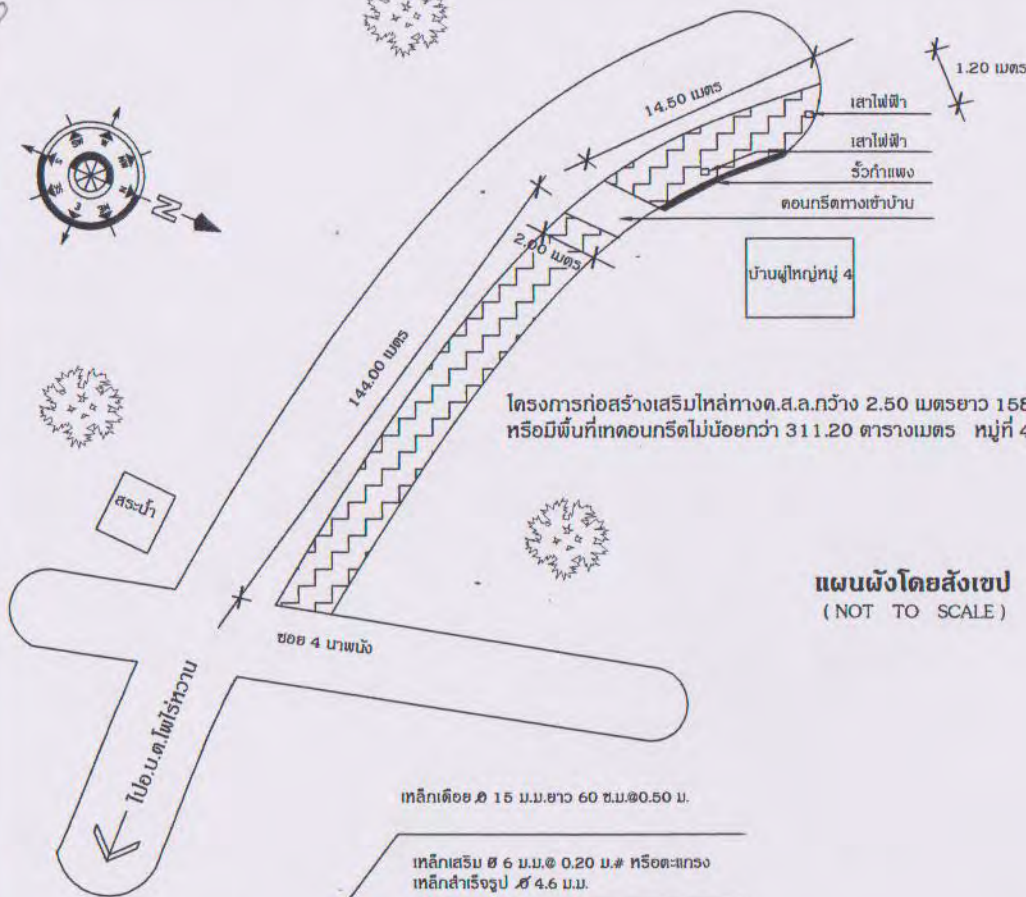 1.20 เมตร
14.50 เมตร
เสาไฟฟ้า
เสาไฟฟ้า
รั้วกำแพง
คอนกรีตทางเข้าบ้าน
N
2.00 เมตร
บ้านผู้ใหญ่หมู่ 4
144.00 เมตร
โครงการก่อสร้างเสริมไหล่ทางค.ส.ล.กว้าง 2.50 เมตรยาว 158
หรือมีพื้นที่เทคอนกรีตไม่น้อยกว่า 311.20 ตารางเมตร หมู่ที่ 4
สระน้ำ
แผนผังโดยสังเขป
( NOT TO SCALE )
ซอย 4 นาพนัง
ไปอ.บ.ต.โพไร่หวาน
เหล็กเดือย Ø 15 ม.ม.ยาว 60 ซ.ม.@0.50 ม.
เหล็กเสริม Ø 6 ม.ม.@ 0.20 ม.# หรือตะแกรง
เหล็กสำเร็จรูป Ø 4.6 ม.ม.